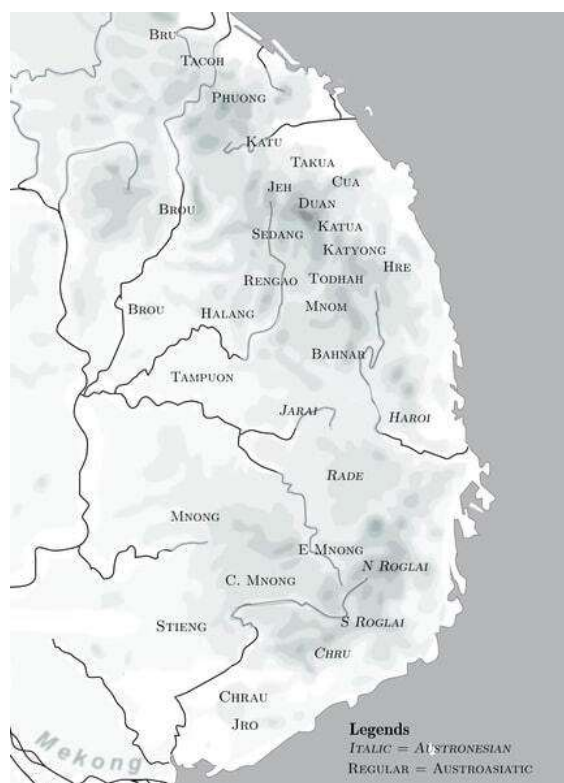 BRU
TACOH
PHUONG
KATU
TAKUA
CUA
JEH
DUAN
BROU
KATUA
SEDANG
KATYONG
HRE
RENGAO
TODHAH
BROU
HALANG
MNOM
BAHNAR
TAMPUON
JARAI
HAROI
RADE
MNONG
E MNONG
N ROGLAI
C. MNONG
S ROGLAI
STIENG
CHRU
CHRAU
JRO
Mekong
Legends
ITALIC = AUSTRONESIAN
REGULAR = AUSTROASIATIC